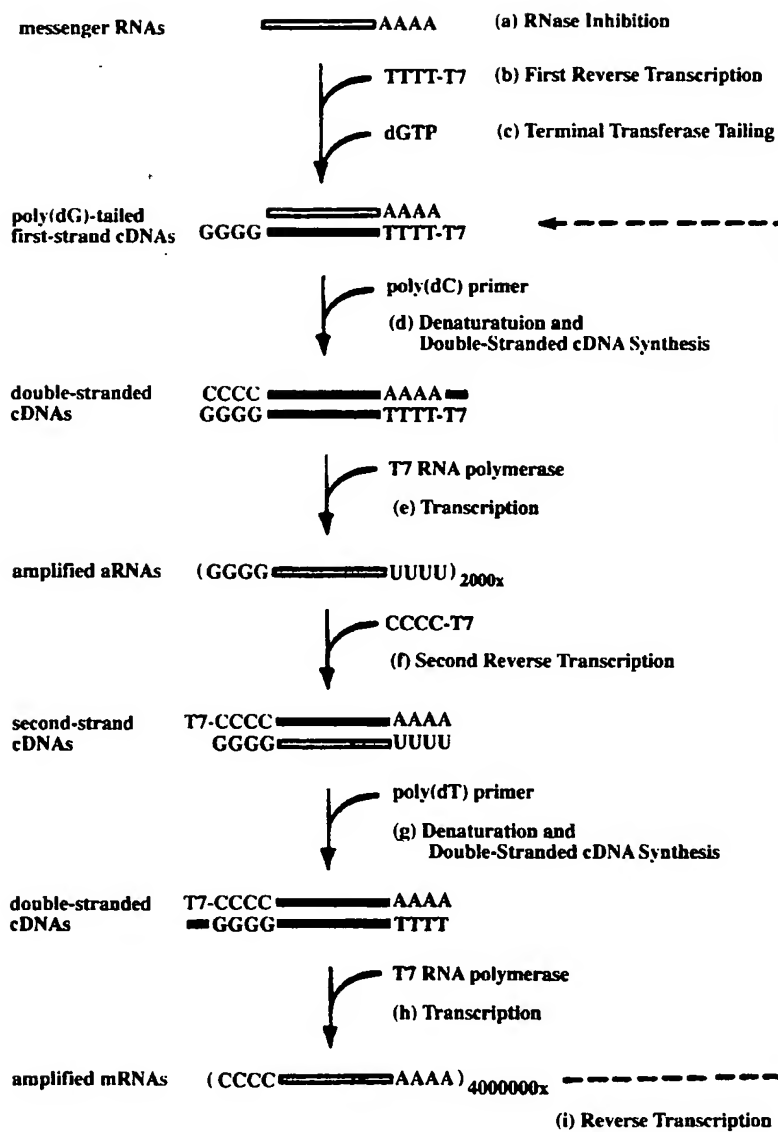 messenger RNAs AAAA (a) RNase Inhibition
TTTT-T7 (b) First Reverse Transcription
dGTP (c) Terminal Transferase Tailing
poly(dG)-tailed AAAA
first-strand cDNAs GGGG TTTT-T7
poly(dC) primer
(d) Denaturatuion and
Double-Stranded cDNA Synthesis
double-stranded CCCC AAAA
cDNAs GGGG TTTT-T7
T7 RNA polymerase
(e) Transcription
amplified aRNAs (GGGG UUUU) 2000x
CCCC-T7
(f) Second Reverse Transcription
second-strand T7-CCCC AAAA
cDNAs GGGG UUUU
poly(dT) primer
(g) Denaturation and
Double-Stranded cDNA Synthesis
double-stranded T7-CCCC AAAA
cDNAs GGGG TTTT
T7 RNA polymerase
(h) Transcription
amplified mRNAs (CCCC AAAA) 4000000x
(i) Reverse Transcription